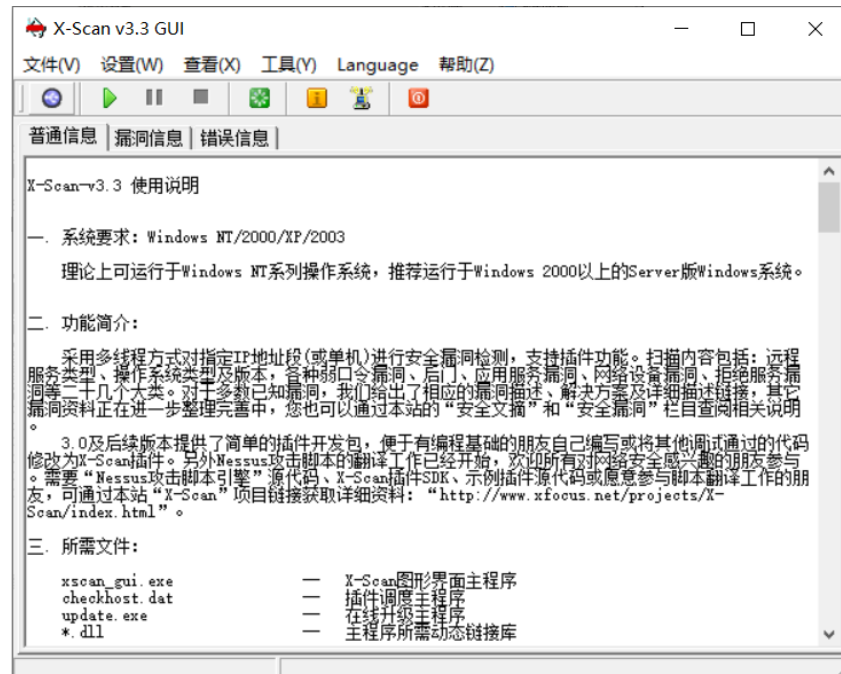 X-Scan v3.3 GUI
文件(V) 设置(W) 查看(X) 工具(Y) Language 帮助(Z)
普通信息 漏洞信息 错误信息
X-Scan-v3.3 使用说明
一. 系统要求: Windows NT/2000/XP/2003
理论上可运行于Windows NT系列操作系统，推荐运行于Windows 2000以上的Server版Windows系统。
二. 功能简介:
采用多线程方式对指定IP地址段(或单机)进行安全漏洞检测，支持插件功能。扫描内容包括：远程
服务类型、操作系统类型及版本，各种弱口令漏洞、后门、应用服务漏洞、网络设备漏洞、拒绝服务漏
洞等二十几个大类。对于多数已知漏洞，我们给出了相应的漏洞描述、解决方案及详细描述链接，其它
漏洞资料正在进一步整理完善中，您也可以通过本站的“安全文摘”和“安全漏洞”栏目查阅相关说明
。
3.0及后续版本提供了简单的插件开发包，便于有编程基础的朋友自己编写或将其他调试通过的代码
修改为X-Scan插件。另外Nessus攻击脚本的翻译工作已经开始，欢迎所有对网络安全感兴趣的朋友参与
。需要“Nessus攻击脚本引擎”源代码、X-Scan插件SDK、示例插件源代码或愿意参与脚本翻译工作的朋
友，可通过本站“X-Scan”项目链接获取详细资料：“http://www.xfocus.net/projects/X-
Scan/index.html”。
三. 所需文件:
xscan_gui.exe — X-Scan图形界面主程序
checkhost.dat — 插件调度主程序
update.exe — 在线升级主程序
*.dll — 主程序所需动态链接库